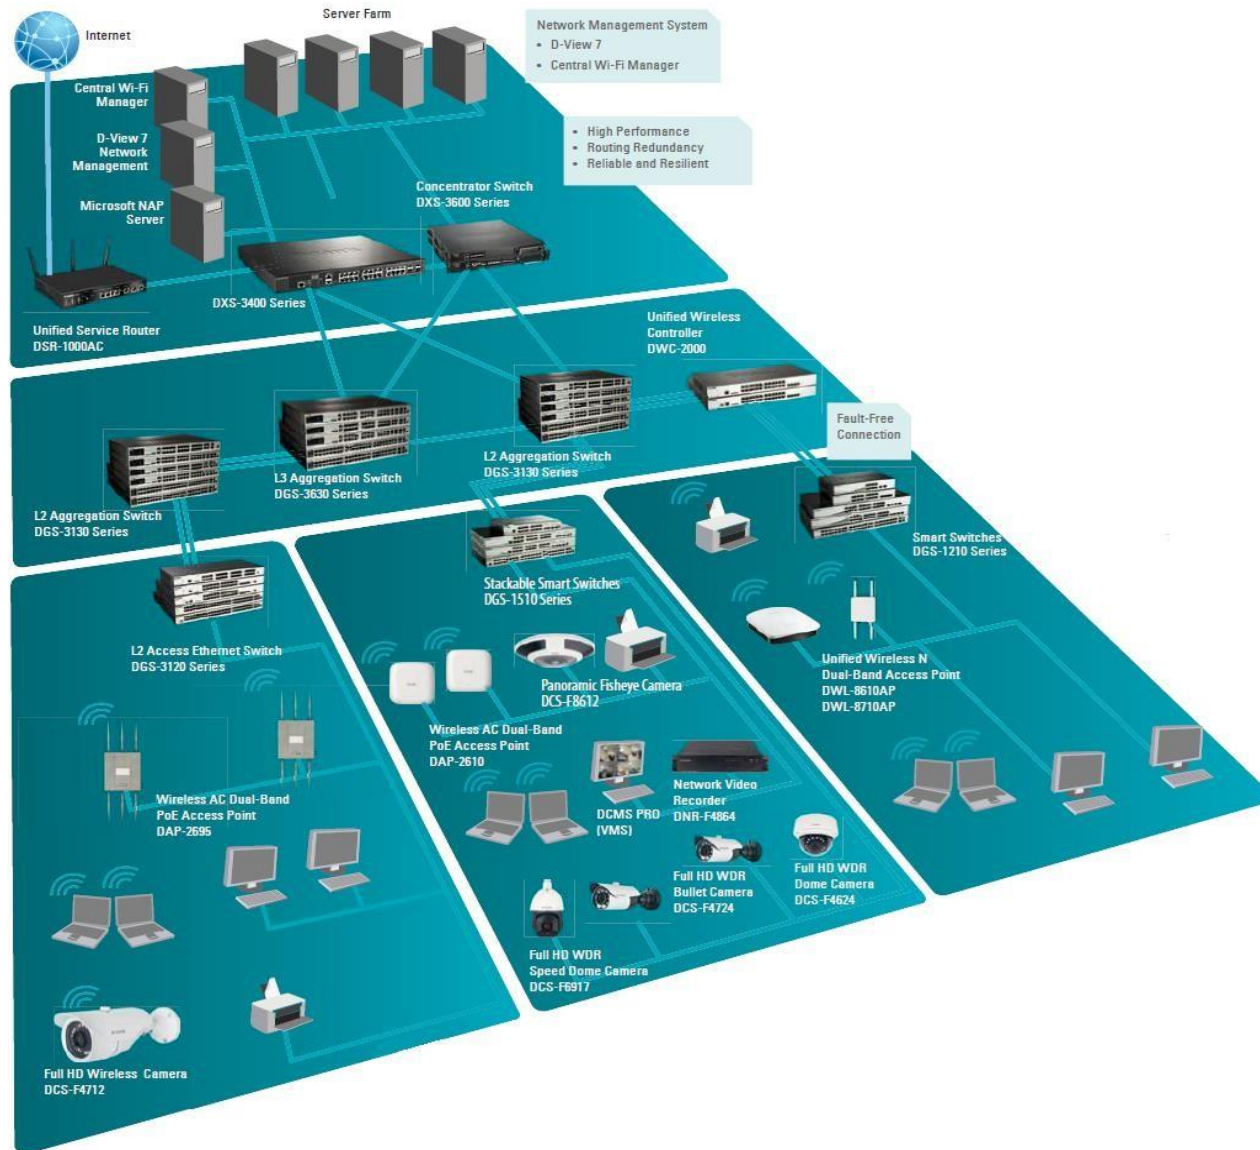 Internet
Server Farm
Network Management System
• D-View 7
• Central Wi-Fi Manager
Central Wi-Fi
Manager
D-View 7
Network
Management
• High Performance
• Routing Redundancy
• Reliable and Resilient
Microsoft NAP
Server
Concentrator Switch
DXS-3600 Series
DXS-3400 Series
Unified Service Router
DSR-1000AC
Unified Wireless
Controller
DWC-2000
Fault-Free
Connection
L2 Aggregation Switch
DGS-3130 Series
L3 Aggregation Switch
DGS-3630 Series
L2 Aggregation Switch
DGS-3130 Series
Smart Switches
DGS-1210 Series
Stackable Smart Switches
DGS-1510 Series
L2 Access Ethernet Switch
DGS-3120 Series
Panoramic Fisheye Camera
DCS-F8612
Unified Wireless N
Dual-Band Access Point
DWL-8610AP
DWL-8710AP
Wireless AC Dual-Band
PoE Access Point
DAP-2610
Wireless AC Dual-Band
PoE Access Point
DAP-2695
DCMS PRO
(VMS)
Network Video
Recorder
DNR-F4864
Full HD WDR
Bullet Camera
DCS-F4724
Full HD WDR
Dome Camera
DCS-F4624
Full HD WDR
Speed Dome Camera
DCS-F6917
Full HD Wireless Camera
DCS-F4712